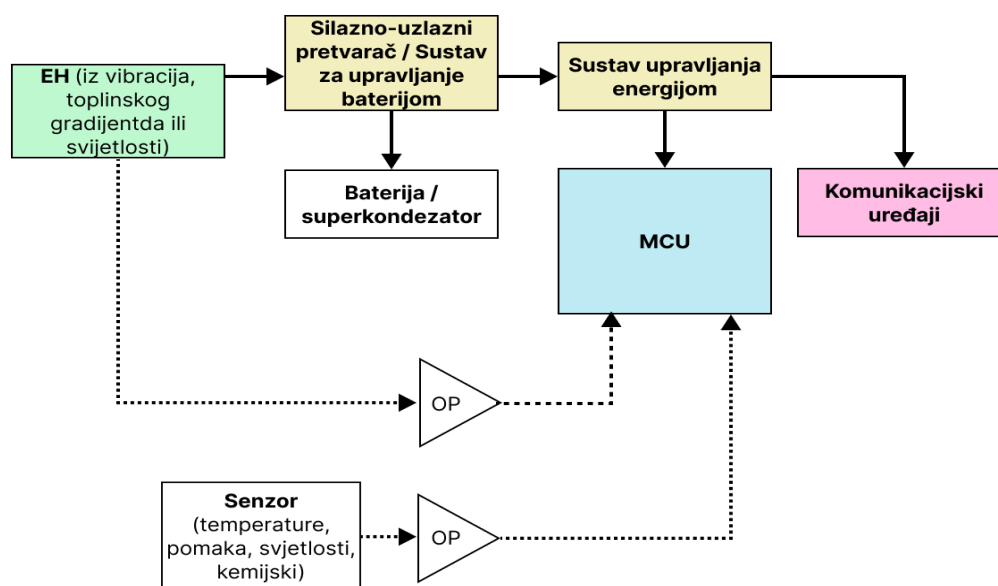 EH (iz vibracija,
toplinskog
gradijentda ili
svijetlosti)
Silazno-uzlazni
pretvarač / Sustav
za upravljanje
baterijom
Sustav upravljanja
energijom
Baterija /
superkondezator
MCU
Komunikacijski
uređaji
OP
Senzor
(temperature,
pomaka, svjetlosti,
kemijski)
OP